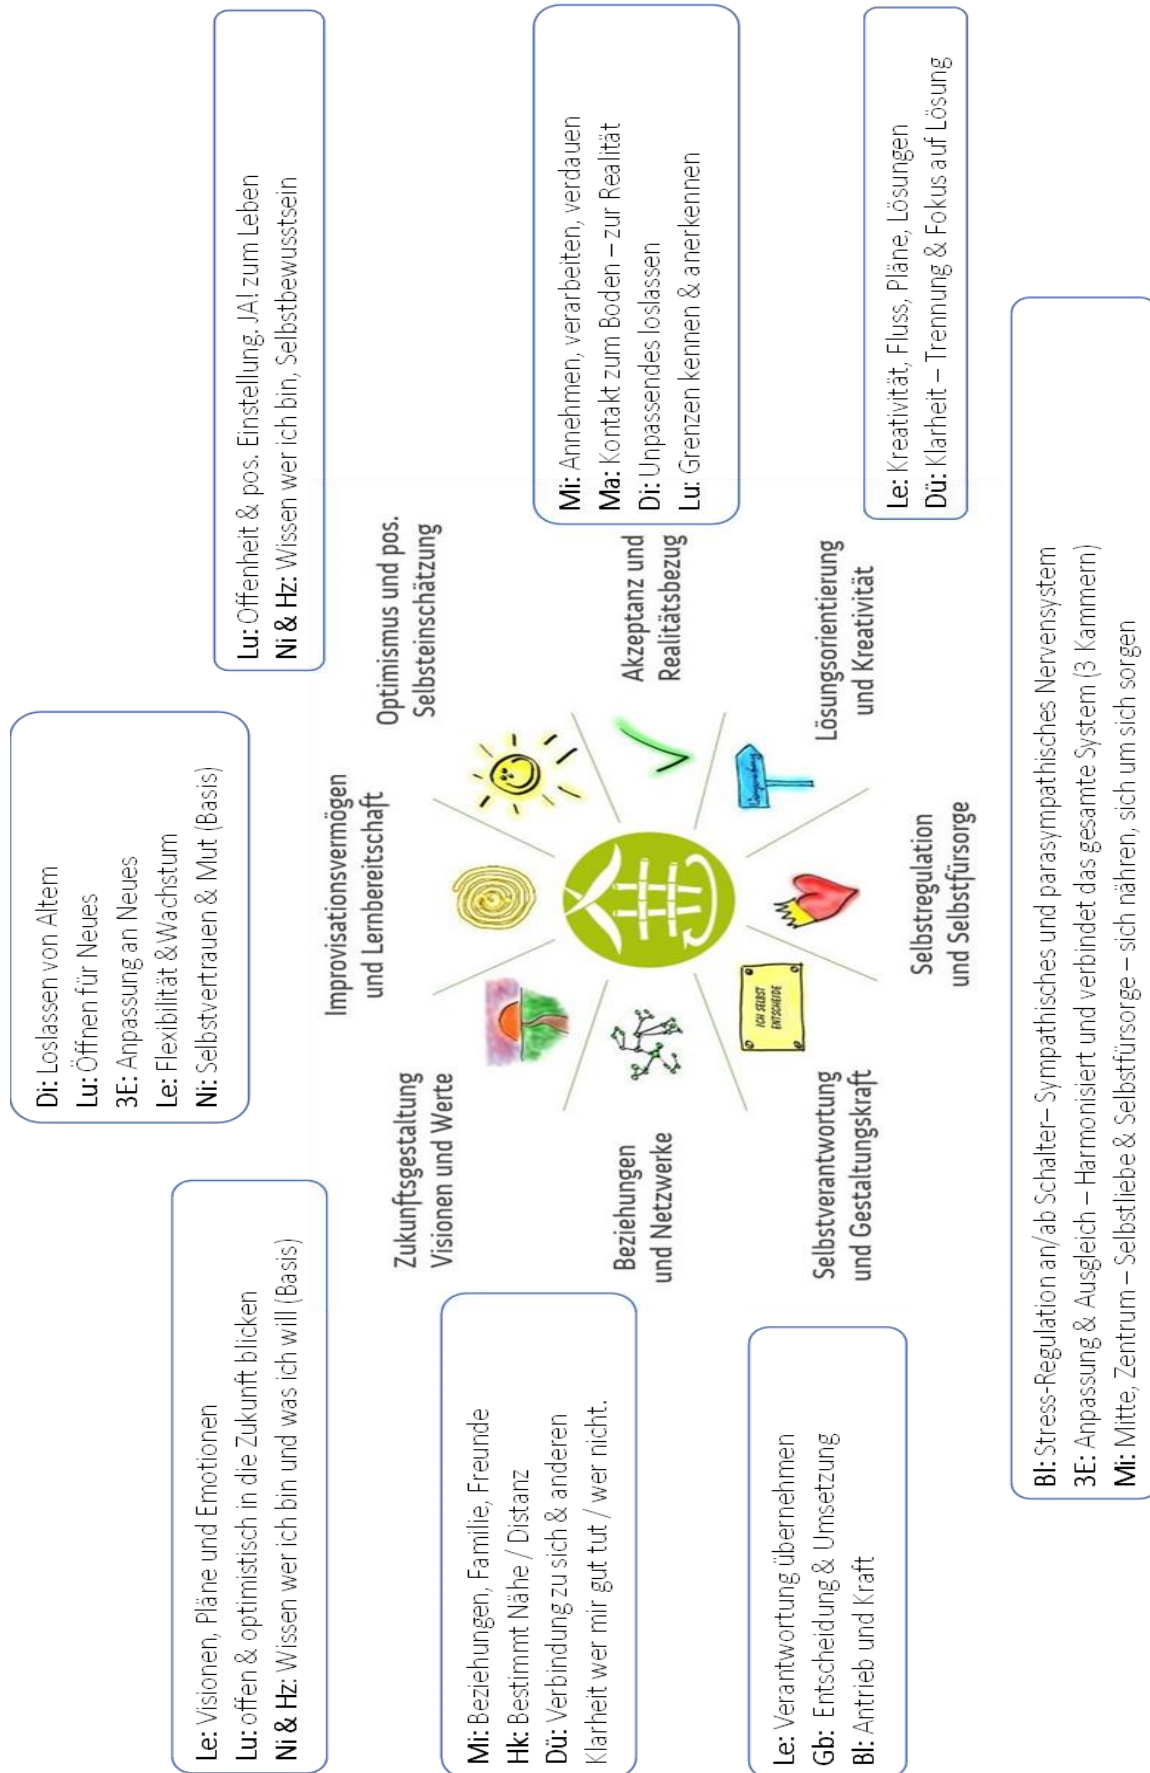 Di: Loslassen von Altem
Lu: Öffnen für Neues
3E: Anpassung an Neues
Le: Flexibilität & Wachstum
Ni: Selbstvertrauen & Mut (Basis)
Le: Visionen, Pläne und Emotionen
Lu: offen & optimistisch in die Zukunft blicken
Ni & Hz: Wissen wer ich bin und was ich will (Basis)
Lu: Offenheit & pos. Einstellung. JA! zum Leben
Ni & Hz: Wissen wer ich bin, Selbstbewusstsein
Zukunftsgestaltung
Visionen und Werte
Improvisationsvermögen
und Lernbereitschaft
Optimismus und pos.
Selbsteinschätzung
Mi: Beziehungen, Familie, Freunde
Hk: Bestimmt Nähe / Distanz
Dü: Verbindung zu sich & anderen
Klarheit wer mir gut tut / wer nicht.
Beziehungen
und Netzwerke
Akzeptanz und
Realitätsbezug
Mi: Annehmen, verarbeiten, verdauen
Ma: Kontakt zum Boden – zur Realität
Di: Unpassendes loslassen
Lu: Grenzen kennen & anerkennen
ICH SELBST
ENTSCHEIDE
Le: Verantwortung übernehmen
Gb: Entscheidung & Umsetzung
Bl: Antrieb und Kraft
Selbstverantwortung
und Gestaltungskraft
Selbstregulation
und Selbstfürsorge
Lösungsorientierung
und Kreativität
Le: Kreativität, Fluss, Pläne, Lösungen
Dü: Klarheit – Trennung & Fokus auf Lösung
Bl: Stress-Regulation an/ab Schalter– Sympathisches und parasympathisches Nervensystem
3E: Anpassung & Ausgleich – Harmonisiert und verbindet das gesamte System (3 Kammern)
Mi: Mitte, Zentrum – Selbstliebe & Selbstfürsorge – sich nähren, sich um sich sorgen